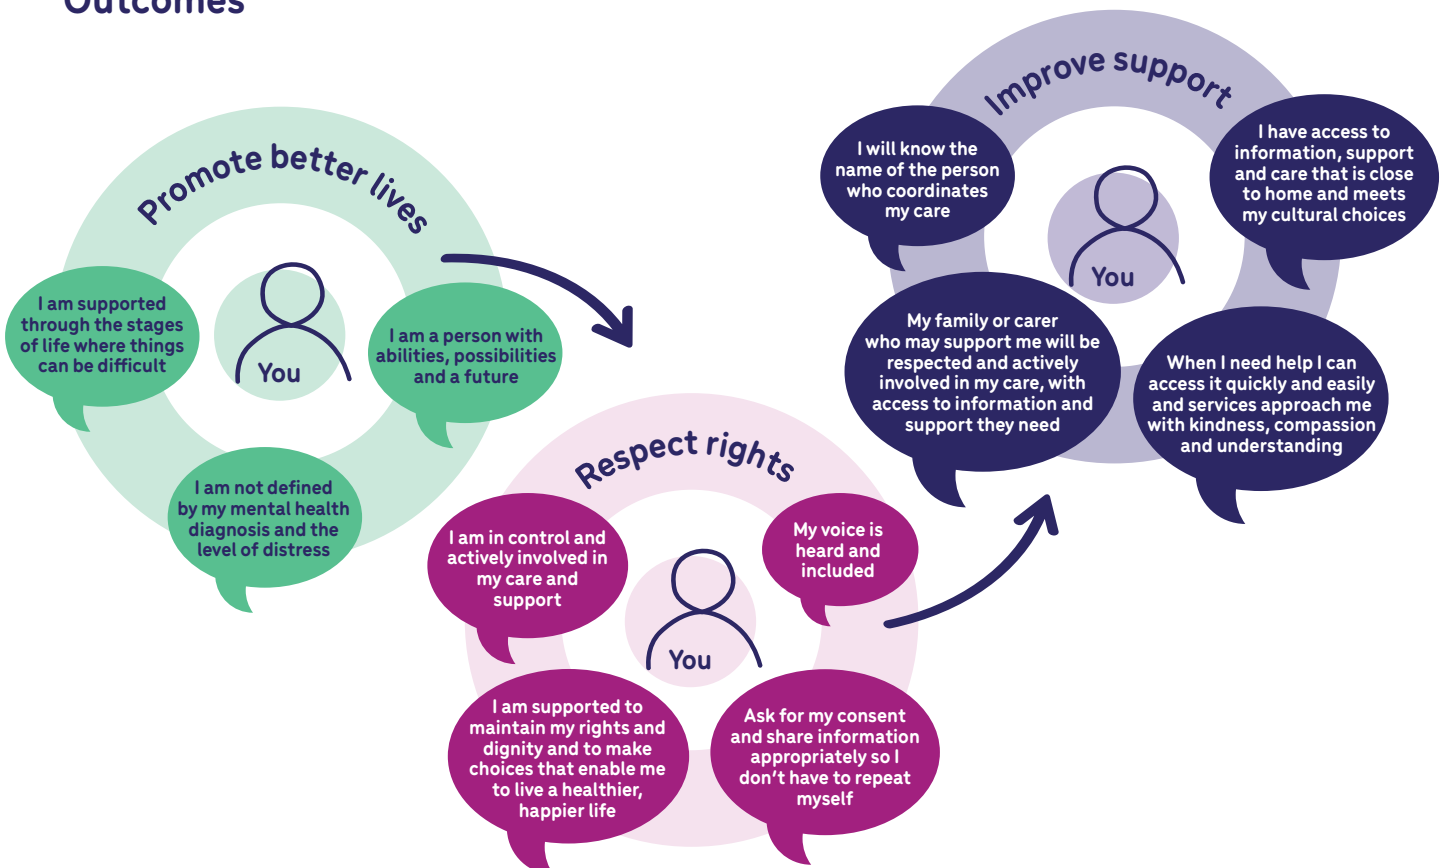 Outcomes
Promote better lives
I am supported
through the stages
of life where things
can be difficult
You
I am a person with
abilities, possibilities
and a future
I am not defined
by my mental health
diagnosis and the
level of distress
Respect rights
I am in control and
actively involved in
my care and
support
My voice is
heard and
included
You
I am supported to
maintain my rights and
dignity and to make
choices that enable me
to live a healthier,
happier life
Ask for my consent
and share information
appropriately so I
don't have to repeat
myself
Improve support
I will know the
name of the person
who coordinates
my care
I have access to
information, support
and care that is close
to home and meets
my cultural choices
You
My family or carer
who may support me will be
respected and actively
involved in my care, with
access to information and
support they need
When I need help I can
access it quickly and easily
and services approach me
with kindness, compassion
and understanding